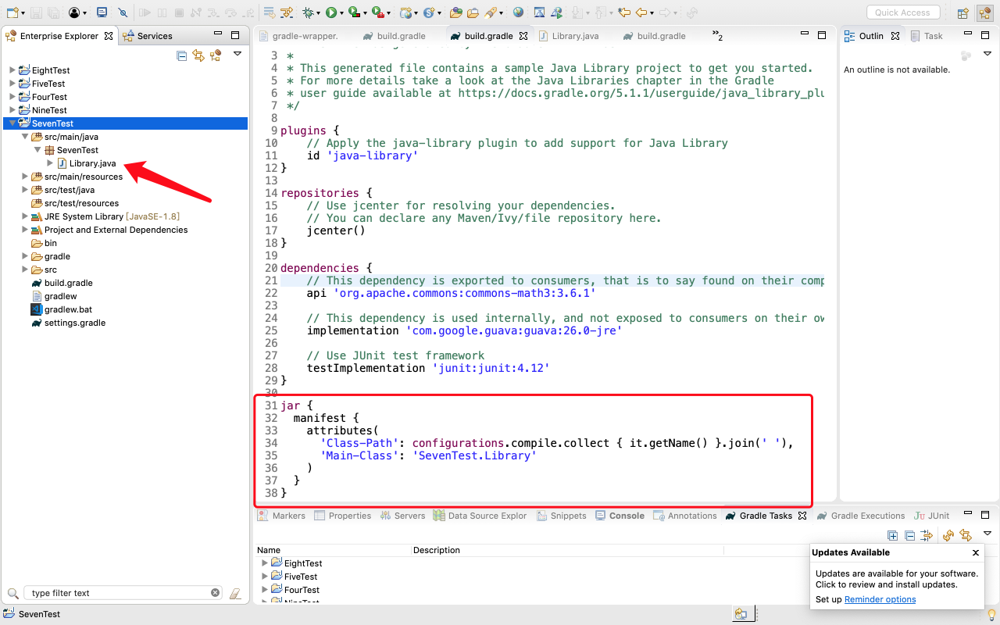 Quick Access
Enterprise Explorer
Services
EightTest
FiveTest
FourTest
NineTest
SevenTest
src/main/java
SevenTest
Library.java
src/main/resources
src/test/java
src/test/resources
JRE System Library [JavaSE-1.8]
Project and External Dependencies
bin
gradle
src
build.gradle
gradlew
gradlew.bat
settings.gradle
type filter text
SevenTest
gradle-wrapper.
build.gradle
build.gradle
Library.java
build.gradle
»2
3 *
4 * This generated file contains a sample Java Library project to get you started.
5 * For more details take a look at the Java Libraries chapter in the Gradle
6 * user guide available at https://docs.gradle.org/5.1.1/userguide/java_library_plu
7 */
8
9 plugins {
10 // Apply the java-library plugin to add support for Java Library
11 id 'java-library'
12 }
13
14 repositories {
15 // Use jcenter for resolving your dependencies.
16 // You can declare any Maven/Ivy/file repository here.
17 jcenter()
18 }
19
20 dependencies {
21 // This dependency is exported to consumers, that is to say found on their comp
22 api 'org.apache.commons:commons-math3:3.6.1'
23
24 // This dependency is used internally, and not exposed to consumers on their ow
25 implementation 'com.google.guava:guava:26.0-jre'
26
27 // Use JUnit test framework
28 testImplementation 'junit:junit:4.12'
29 }
30
31 jar {
32 manifest {
33 attributes(
34 'Class-Path': configurations.compile.collect { it.getName() }.join(' '),
35 'Main-Class': 'SevenTest.Library'
36 )
37 }
38 }
Outlin
Task
An outline is not available.
Markers
Properties
Servers
Data Source Explor
Snippets
Console
Annotations
Gradle Tasks
Gradle Executions
JUnit
Name
Description
EightTest
FiveTest
FourTest
NineTest
Updates Available
Updates are available for your software.
Click to review and install updates.
Set up Reminder options